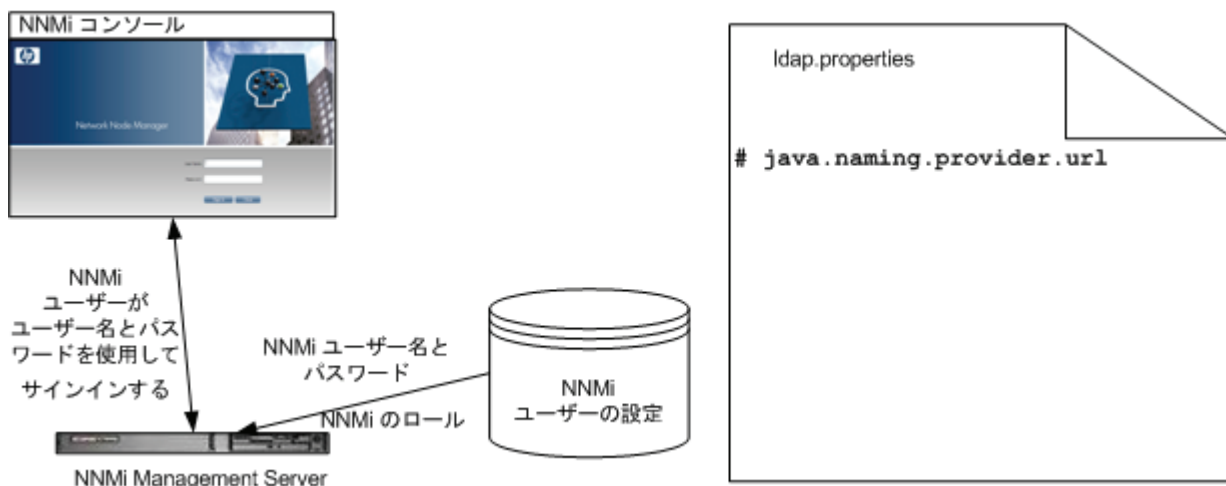 NNMi コンソール
hp
Network Node Manager
NNMi
ユーザーが
ユーザー名とパス
ワードを使用して
サインインする
NNMi ユーザー名と
パスワード
NNMi のロール
NNMi
ユーザーの設定
NNMi Management Server
ldap.properties
# java.naming.provider.url